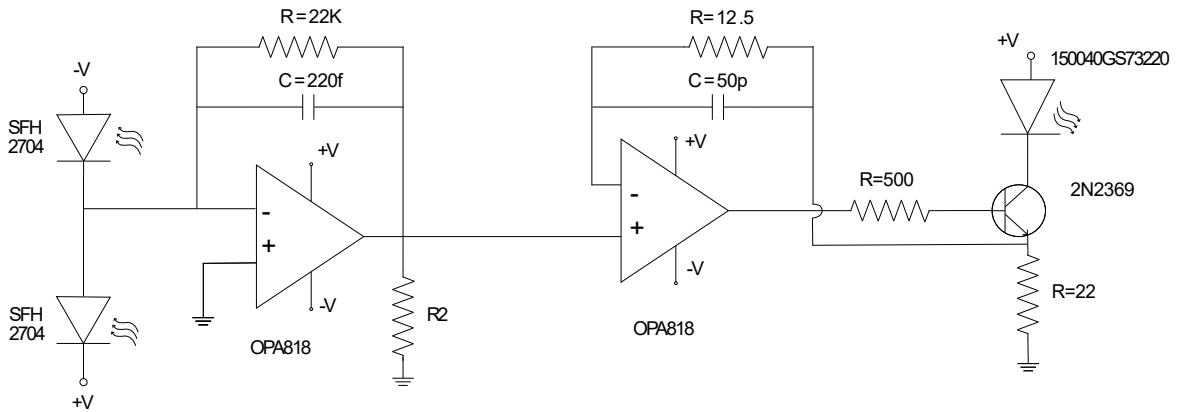 R=22K
C=220f
-V
SFH
2704
+V
-
+
-V
OPA818
R2
SFH
2704
+V
R=12.5
C=50p
+V
-
+
-V
OPA818
R=500
+V
150040GS73220
2N2369
R=22